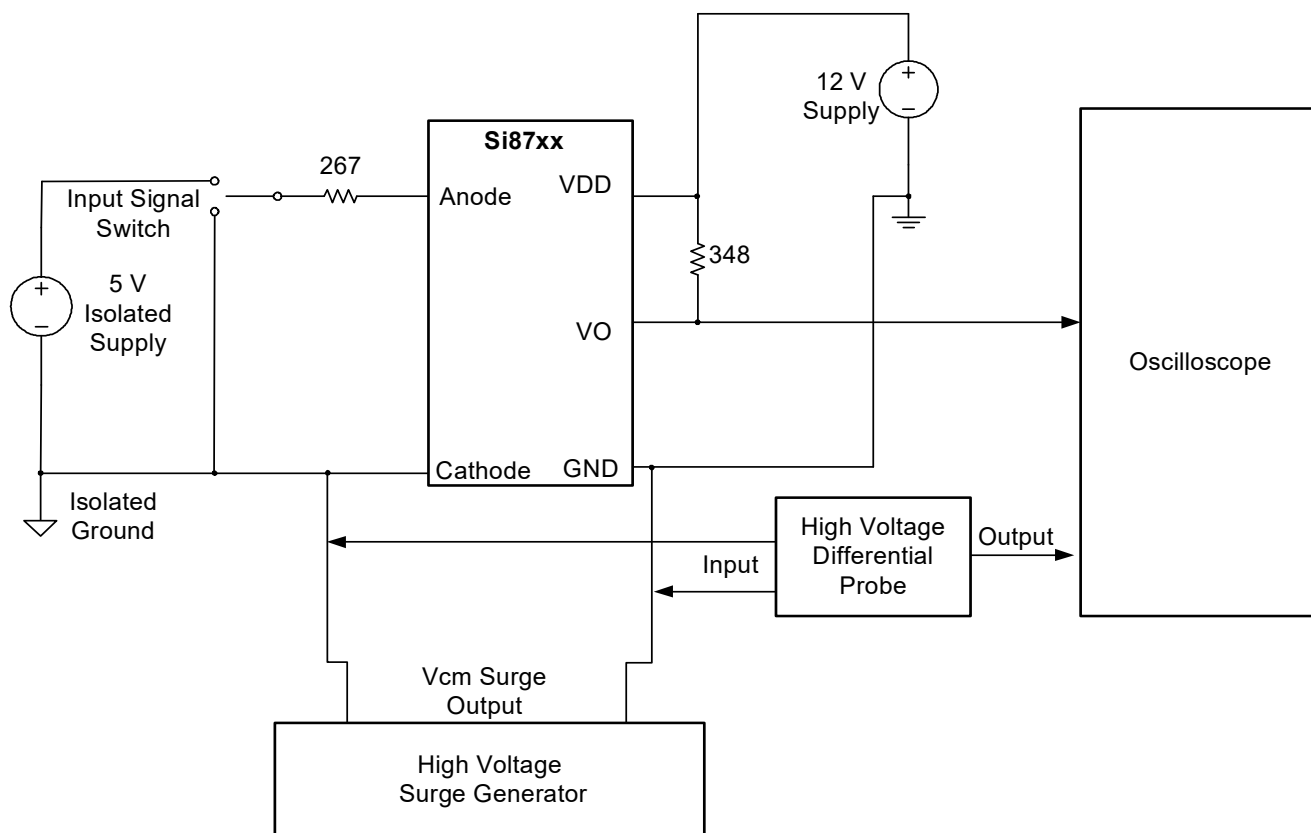 12 V
Supply
+
−
Si87xx
267
Input Signal
Switch
Anode
VDD
348
5 V
Isolated
Supply
+
−
VO
Oscilloscope
Cathode
GND
Isolated
Ground
High Voltage
Differential
Probe
Output
Input
Vcm Surge
Output
High Voltage
Surge Generator